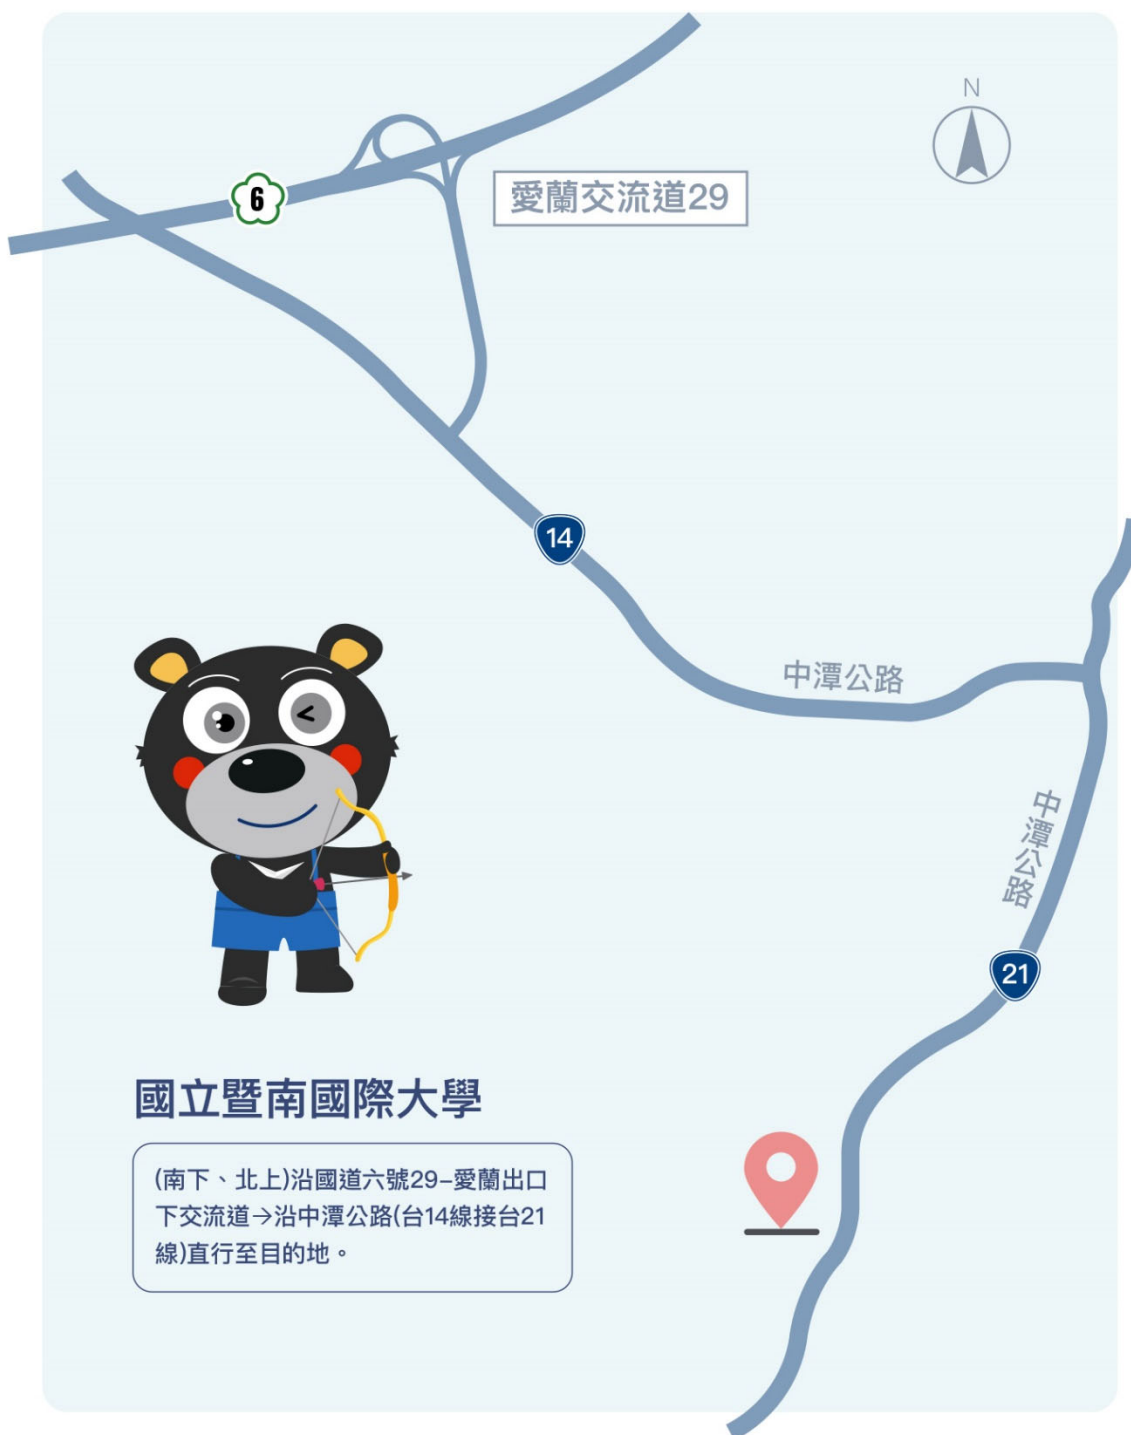 N
6
愛蘭交流道29
14
中潭公路
中潭公路
21
國立暨南國際大學
(南下、北上)沿國道六號29-愛蘭出口
下交流道→沿中潭公路(台14線接台21
線)直行至目的地。